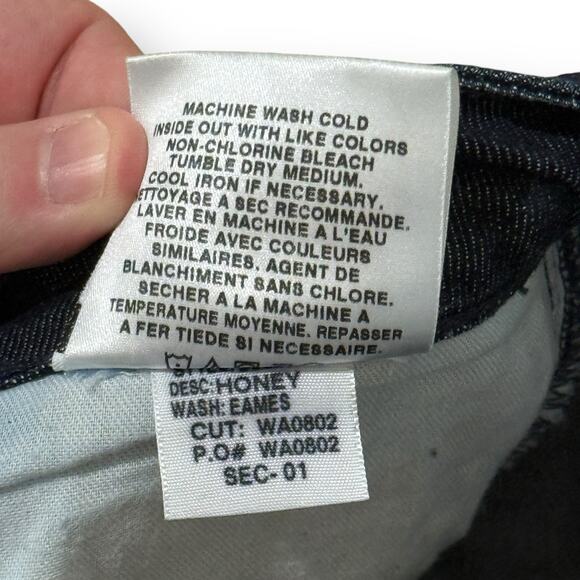 MACHINE WASH COLD
INSIDE OUT WITH LIKE COLORS
NON-CHLORINE BLEACH
TUMBLE DRY MEDIUM.
COOL IRON IF NECESSARY.
A SEC RECOMMANDE.
LAVER EN MACHINE A L'EAU
FROIDE AVEC COULEURS
SIMILAIRES. AGENT DE
BLANCHIMENT SANS CHLORE.
SECHER A LA MACHINE A
TEMPERATURE MOYENNE. REPASSER
A FER TIEDE SI NECESSAIRE.
DESC: HONEY
WASH: EAMES
CUT: WA0802
P.O# WA0802
SEC- 01